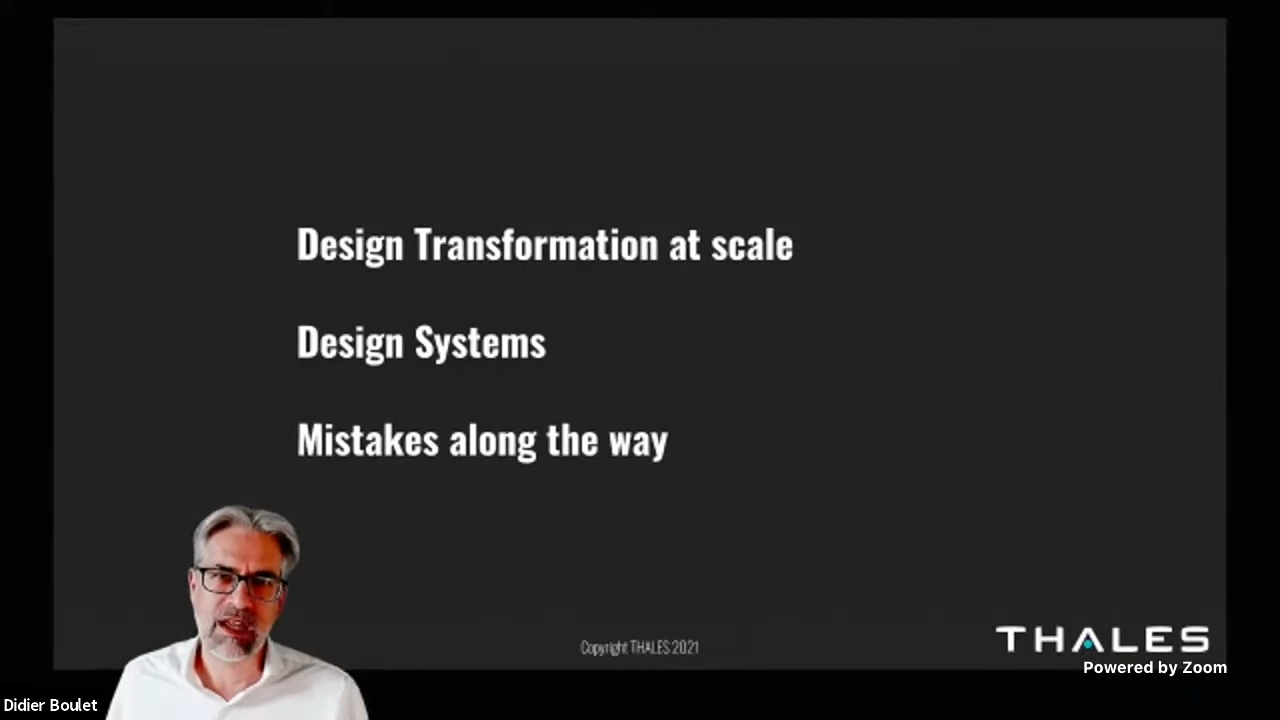 Design Transformation at scale
Design Systems
Mistakes along the way
Copyright THALES 2021
THALES
Powered by Zoom
Didier Boulet